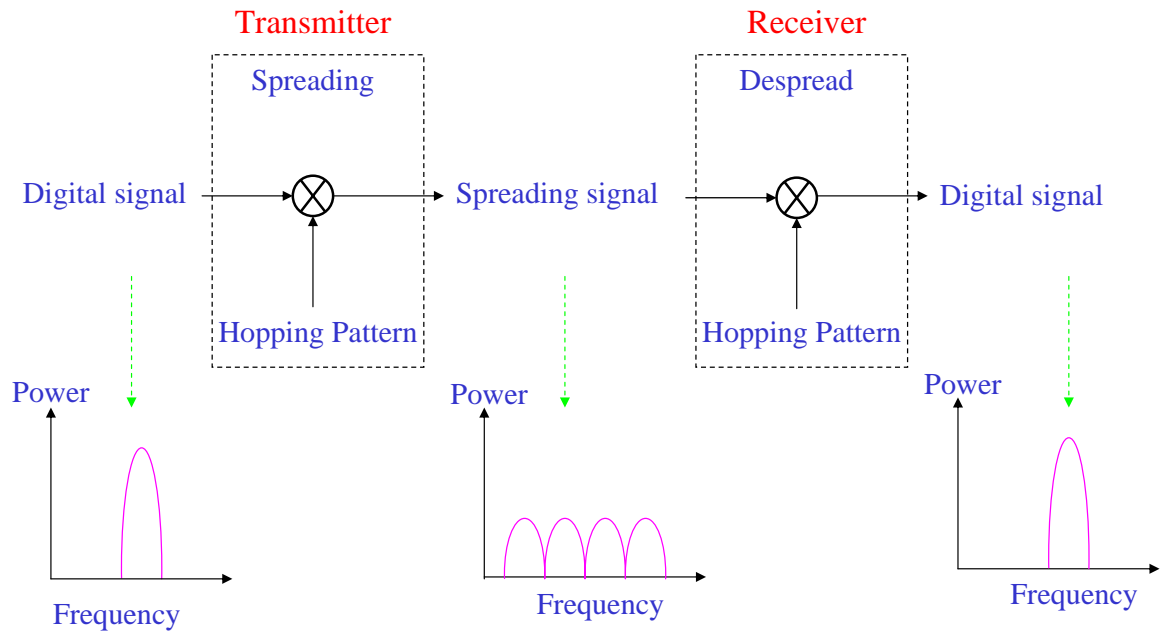 Transmitter
Receiver
Spreading
Despread
Digital signal
Spreading signal
Digital signal
Hopping Pattern
Hopping Pattern
Power
Power
Power
Frequency
Frequency
Frequency